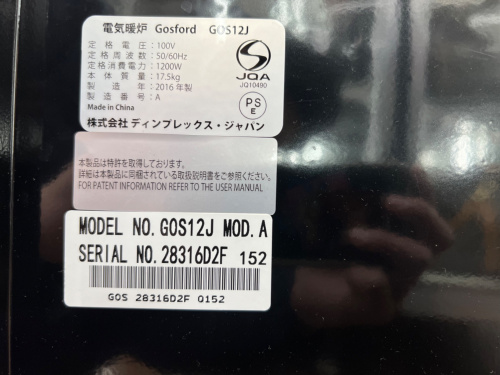 電気暖炉 Gosford GOS12J
定格電圧：100V
定格周波数：50/60Hz
定格消費電力：1200W
本体質量：17.5kg
製造年：2016年製
製造番号：A
Made in China
株式会社 ディンプレックス・ジャパン
JQA
JQ10490
PS
E
本製品は特許を取得しております。
詳細は本製品に同梱されている取扱説明書をご参照ください。
FOR PATENT INFORMATION REFER TO THE USER MANUAL
MODEL NO.GOS12J MOD.A
SERIAL NO.28316D2F 152
GOS 28316D2F Q152